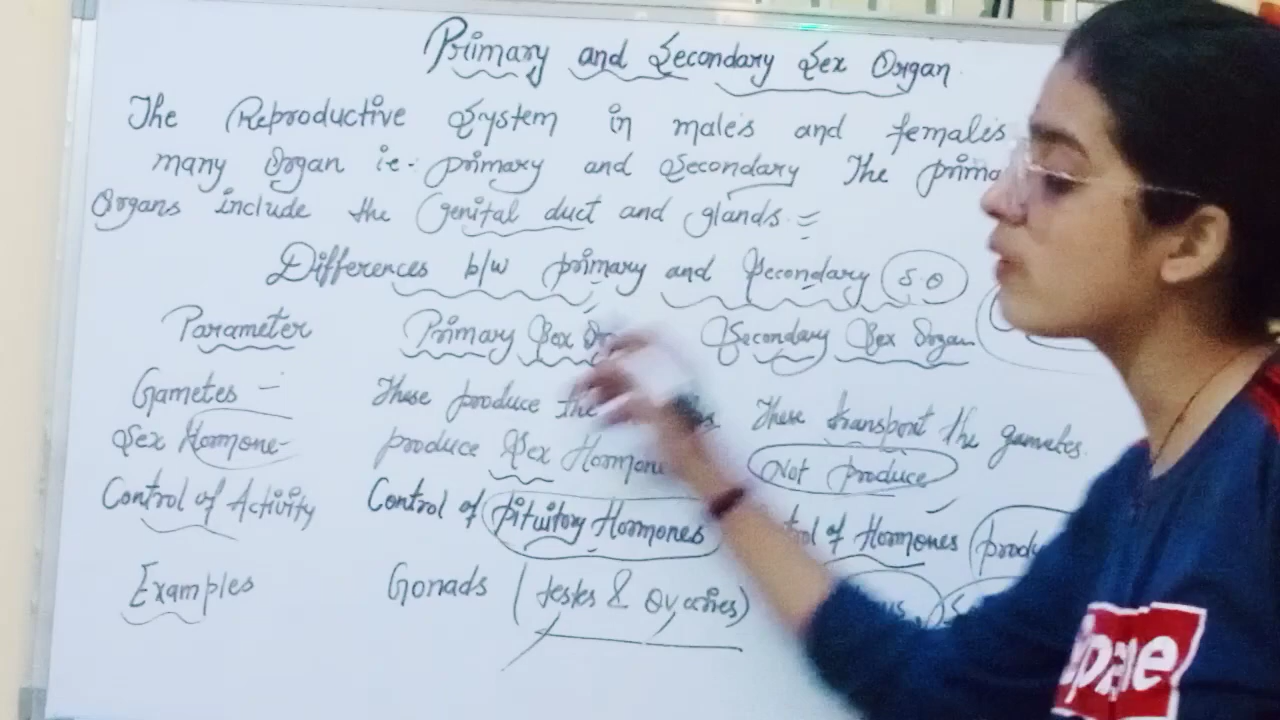 Primary and Secondary Sex Organ
The Reproductive System in male's and female's
many Organ i.e. primary and Secondary The prima
Organs include the Genital duct and glands.
Differences b/w primary and Secondary S.O
Parameter Primary Sex Secondary Sex Organ
Gametes - These produce the These transport the gametes.
Sex Hormone- produce Sex Hormone Not produce
Control of Activity Control of pituitory Hormones of Hormones produ
Examples Gonads (testes & Ovaries)